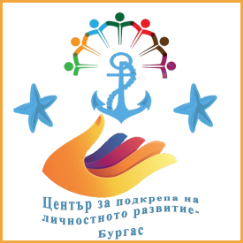 Център за подкрепа на
личностното развитие-
Бургас